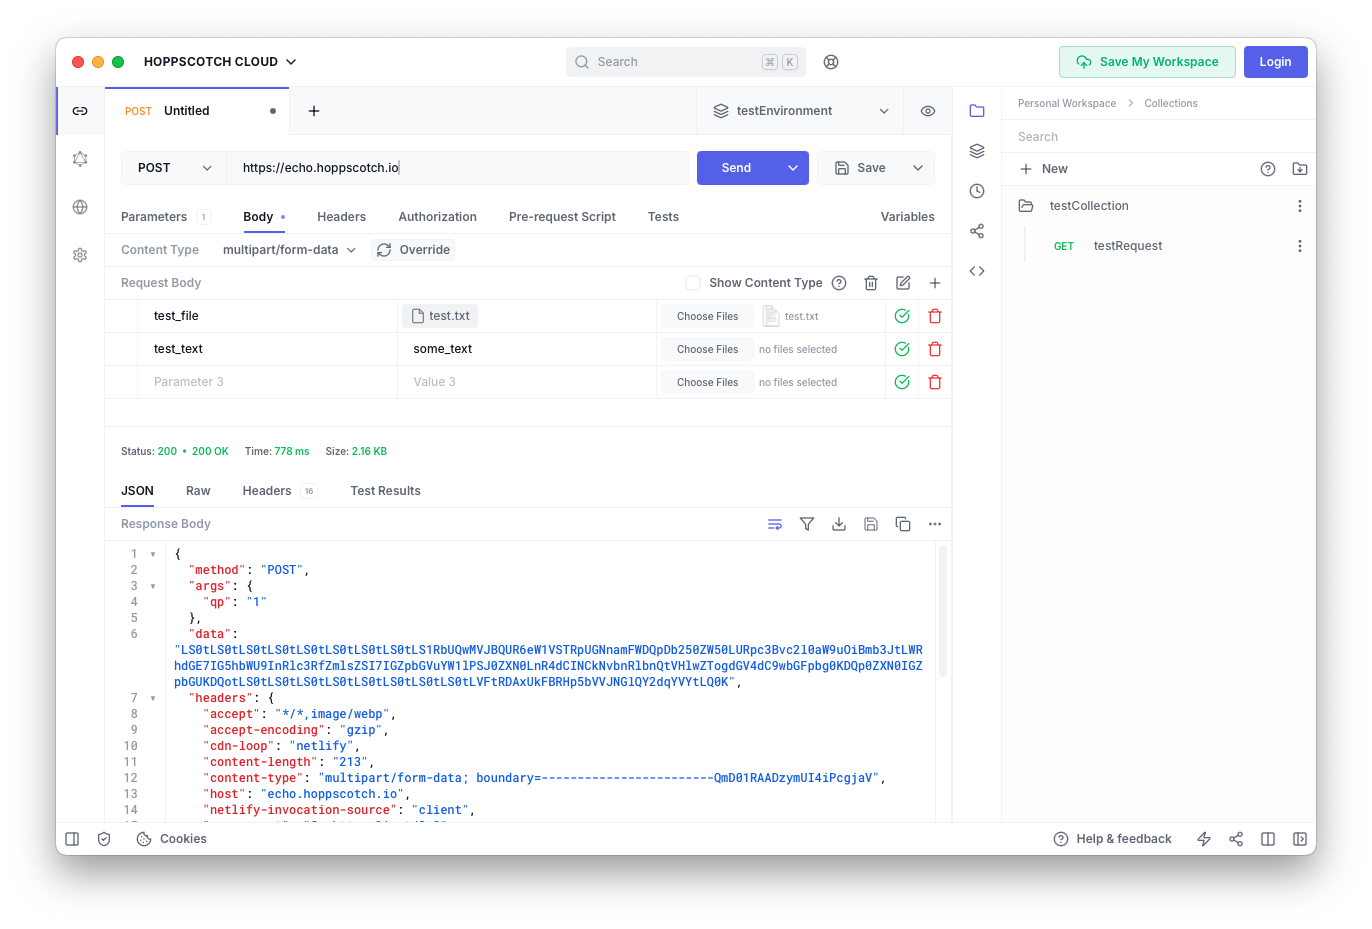 HOPPSCOTCH CLOUD
Search ⌘ K
Save My Workspace
Login
POST Untitled
testEnvironment
POST
https://echo.hoppscotch.io
Send
Save
Parameters 1 Body Headers Authorization Pre-request Script Tests Variables
Content Type multipart/form-data Override
Request Body Show Content Type
test_file test.txt Choose Files test.txt
test_text some_text Choose Files no files selected
Parameter 3 Value 3 Choose Files no files selected
Status: 200 • 200 OK Time: 778 ms Size: 2.16 KB
JSON Raw Headers 16 Test Results
Response Body
1 {
2 "method": "POST",
3 "args": {
4 "qp": "1"
5 },
6 "data":
7 "headers": {
8 "accept": "*/*,image/webp",
9 "accept-encoding": "gzip",
10 "cdn-loop": "netlify",
11 "content-length": "213",
12 "content-type": "multipart/form-data; boundary=------------------------QmD01RAADzymUI4iPcgjaV",
13 "host": "echo.hoppscotch.io",
14 "netlify-invocation-source": "client",
Personal Workspace > Collections
Search
New
testCollection
GET testRequest
Cookies
Help & feedback